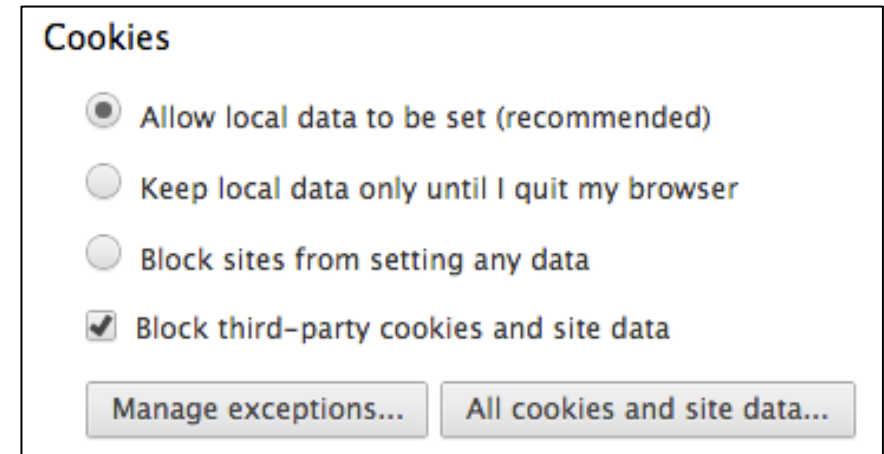 Cookies
Allow local data to be set (recommended)
Keep local data only until I quit my browser
Block sites from setting any data
Block third-party cookies and site data
Manage exceptions... All cookies and site data...